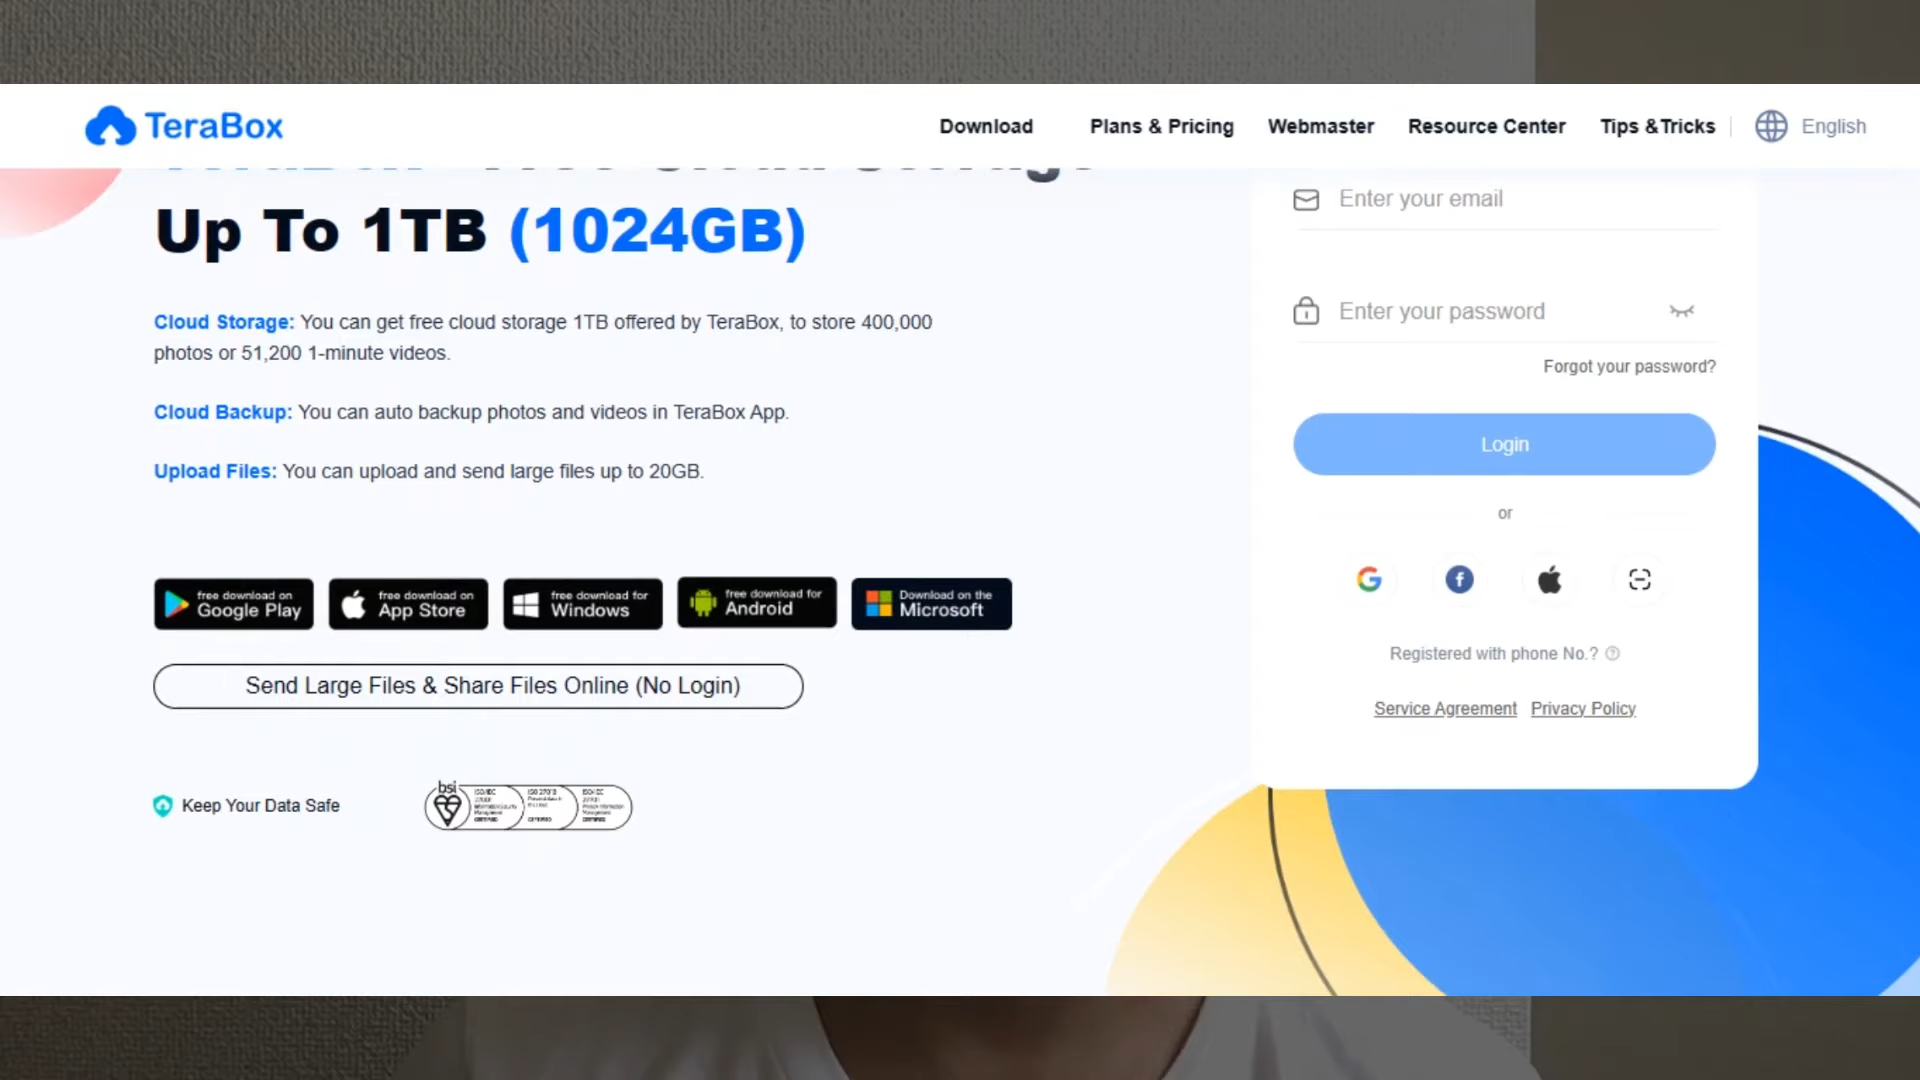 TeraBox
Download
Plans & Pricing
Webmaster
Resource Center
Tips &Tricks
English
Up To 1TB (1024GB)
Cloud Storage: You can get free cloud storage 1TB offered by TeraBox, to store 400,000
photos or 51,200 1-minute videos.
Cloud Backup: You can auto backup photos and videos in TeraBox App.
Upload Files: You can upload and send large files up to 20GB.
free download on
Google Play
free download on
App Store
free download for
Windows
free download for
Android
Download on the
Microsoft
Send Large Files & Share Files Online (No Login)
Keep Your Data Safe
bsi
Enter your email
Enter your password
Forgot your password?
Login
or
Registered with phone No.?
Service Agreement Privacy Policy